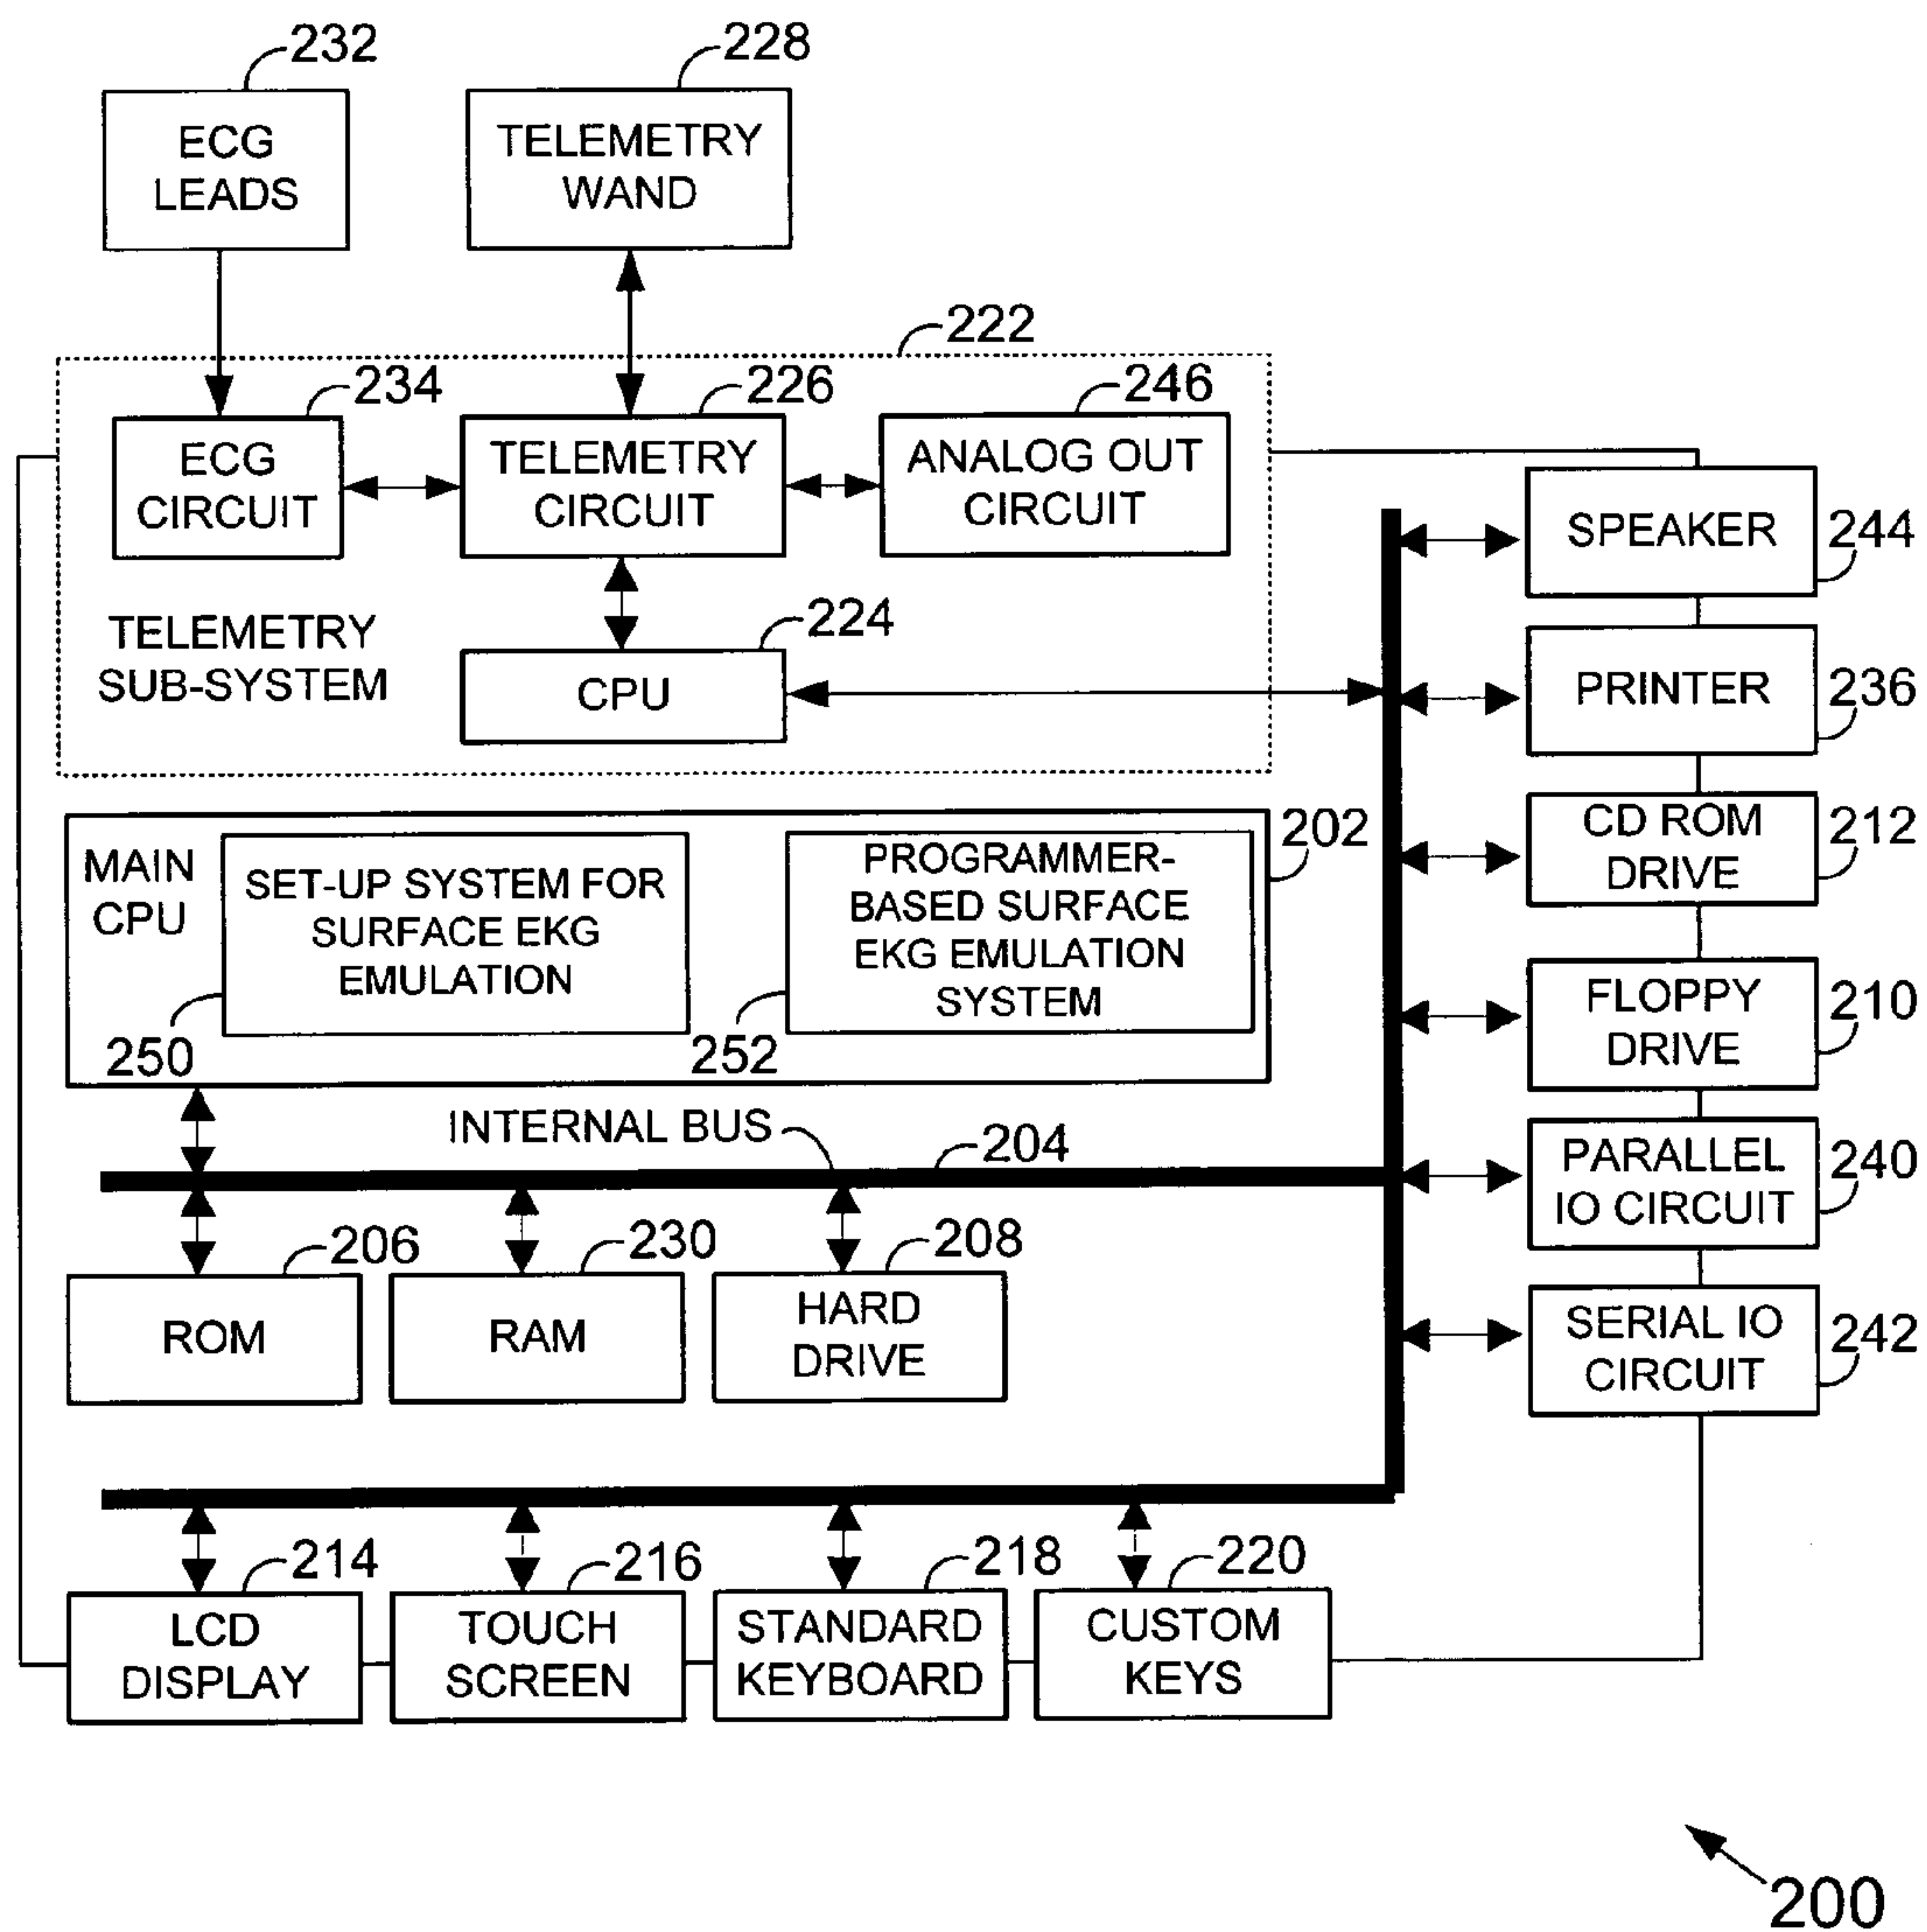 232
228
ECG
LEADS
TELEMETRY
WAND
222
234
226
246
ECG
CIRCUIT
TELEMETRY
CIRCUIT
ANALOG OUT
CIRCUIT
SPEAKER
244
TELEMETRY
SUB-SYSTEM
224
CPU
PRINTER
236
202
MAIN
CPU
SET-UP SYSTEM FOR
SURFACE EKG
EMULATION
250
PROGRAMMER-
BASED SURFACE
EKG EMULATION
SYSTEM
252
CD ROM
DRIVE
212
FLOPPY
DRIVE
210
INTERNAL BUS
204
PARALLEL
IO CIRCUIT
240
206
230
208
ROM
RAM
HARD
DRIVE
SERIAL IO
CIRCUIT
242
214
216
218
220
LCD
DISPLAY
TOUCH
SCREEN
STANDARD
KEYBOARD
CUSTOM
KEYS
200